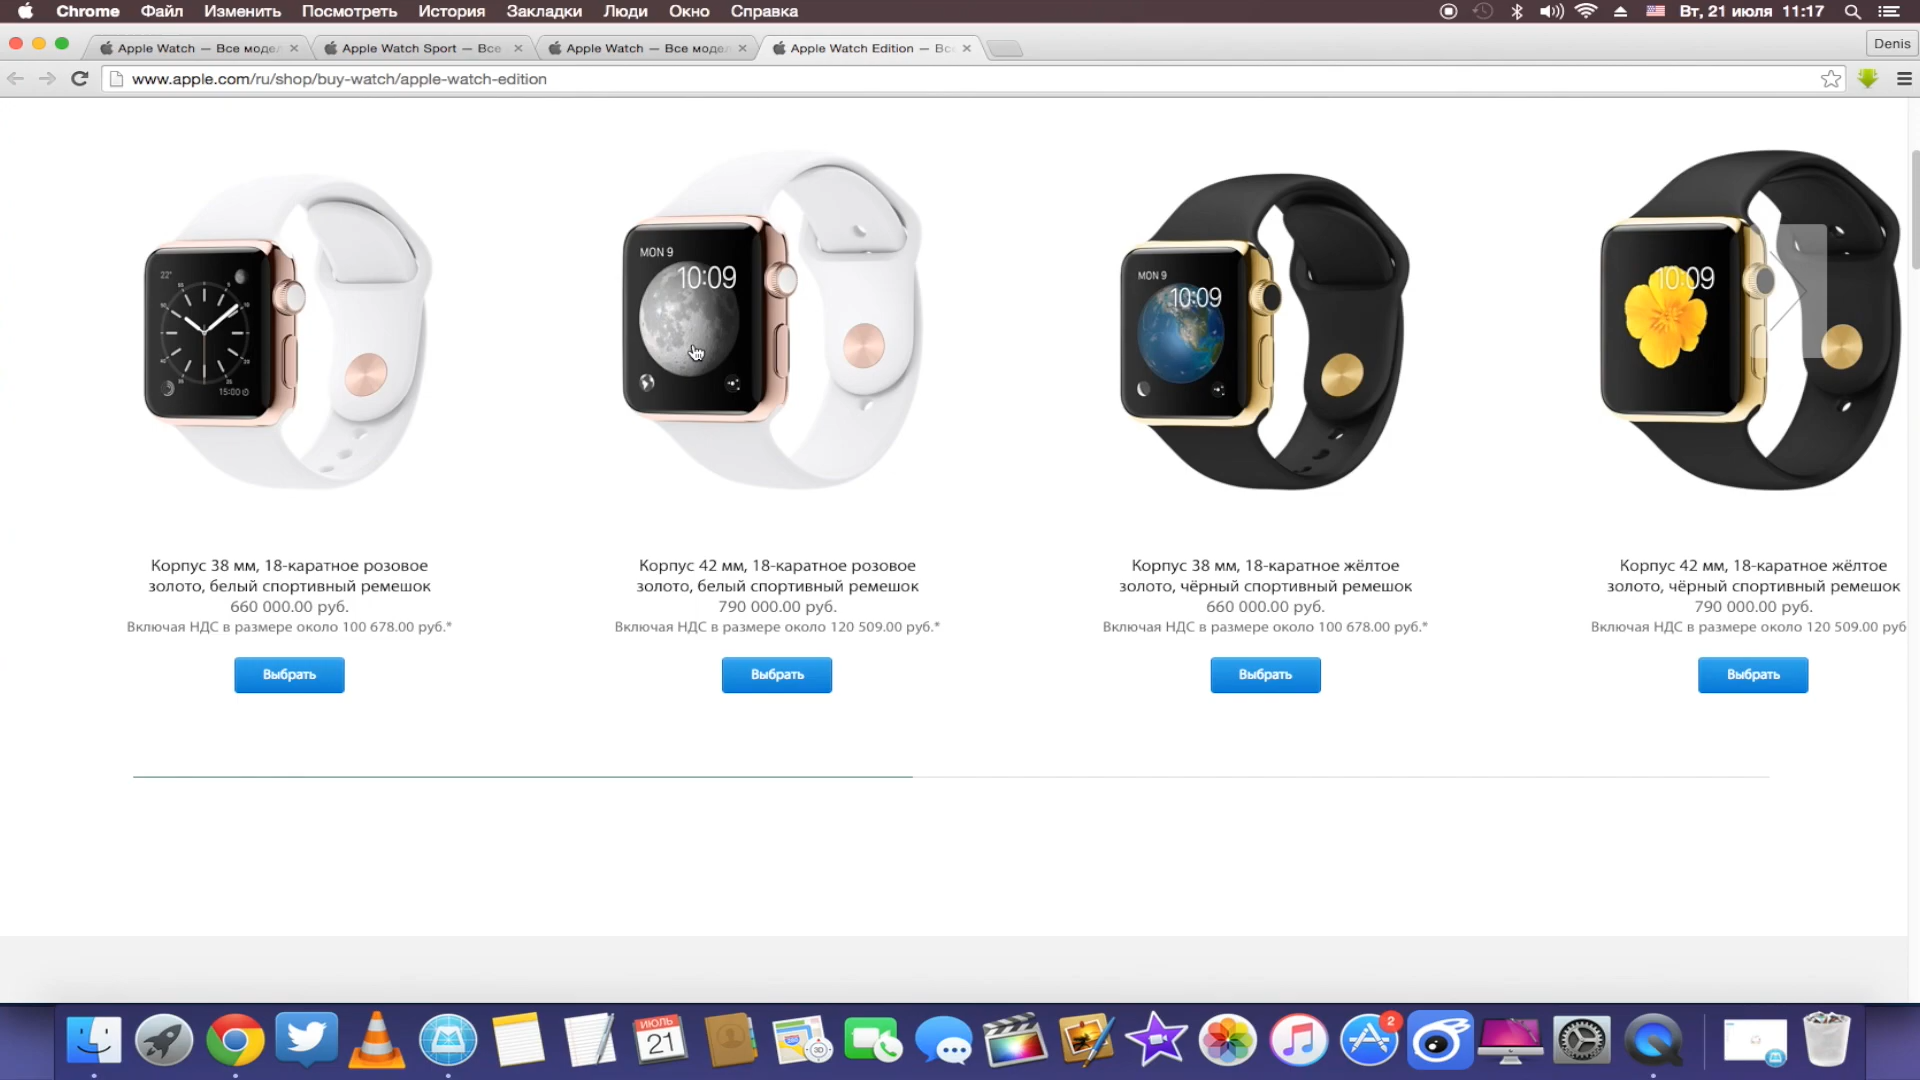 Chrome Файл Изменить Посмотреть История Закладки Люди Окно Справка Вт, 21 июля 11:17
Apple Watch — Все модел Apple Watch Sport — Все Apple Watch — Все модел Apple Watch Edition — Вс Denis
www.apple.com/ru/shop/buy-watch/apple-watch-edition
22°
15:00
MON 9
10:09
MON 9
10:09
10:09
Корпус 38 мм, 18-каратное розовое
золото, белый спортивный ремешок
660 000.00 руб.
Включая НДС в размере около 100 678.00 руб.*
Выбрать
Корпус 42 мм, 18-каратное розовое
золото, белый спортивный ремешок
790 000.00 руб.
Включая НДС в размере около 120 509.00 руб.*
Выбрать
Корпус 38 мм, 18-каратное жёлтое
золото, чёрный спортивный ремешок
660 000.00 руб.
Включая НДС в размере около 100 678.00 руб.*
Выбрать
Корпус 42 мм, 18-каратное жёлтое
золото, чёрный спортивный ремешок
790 000.00 руб.
Включая НДС в размере около 120 509.00 руб
Выбрать
ИЮЛЬ
21
3D
2